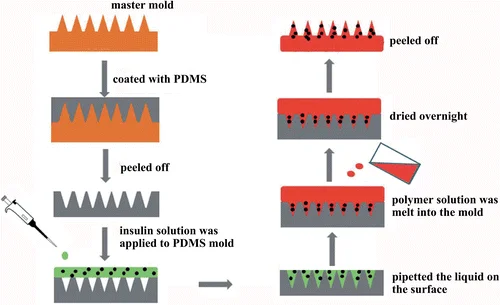 master mold
coated with PDMS
peeled off
insulin solution was
applied to PDMS mold
pipetted the liquid on
the surface
polymer solution was
melt into the mold
dried overnight
peeled off